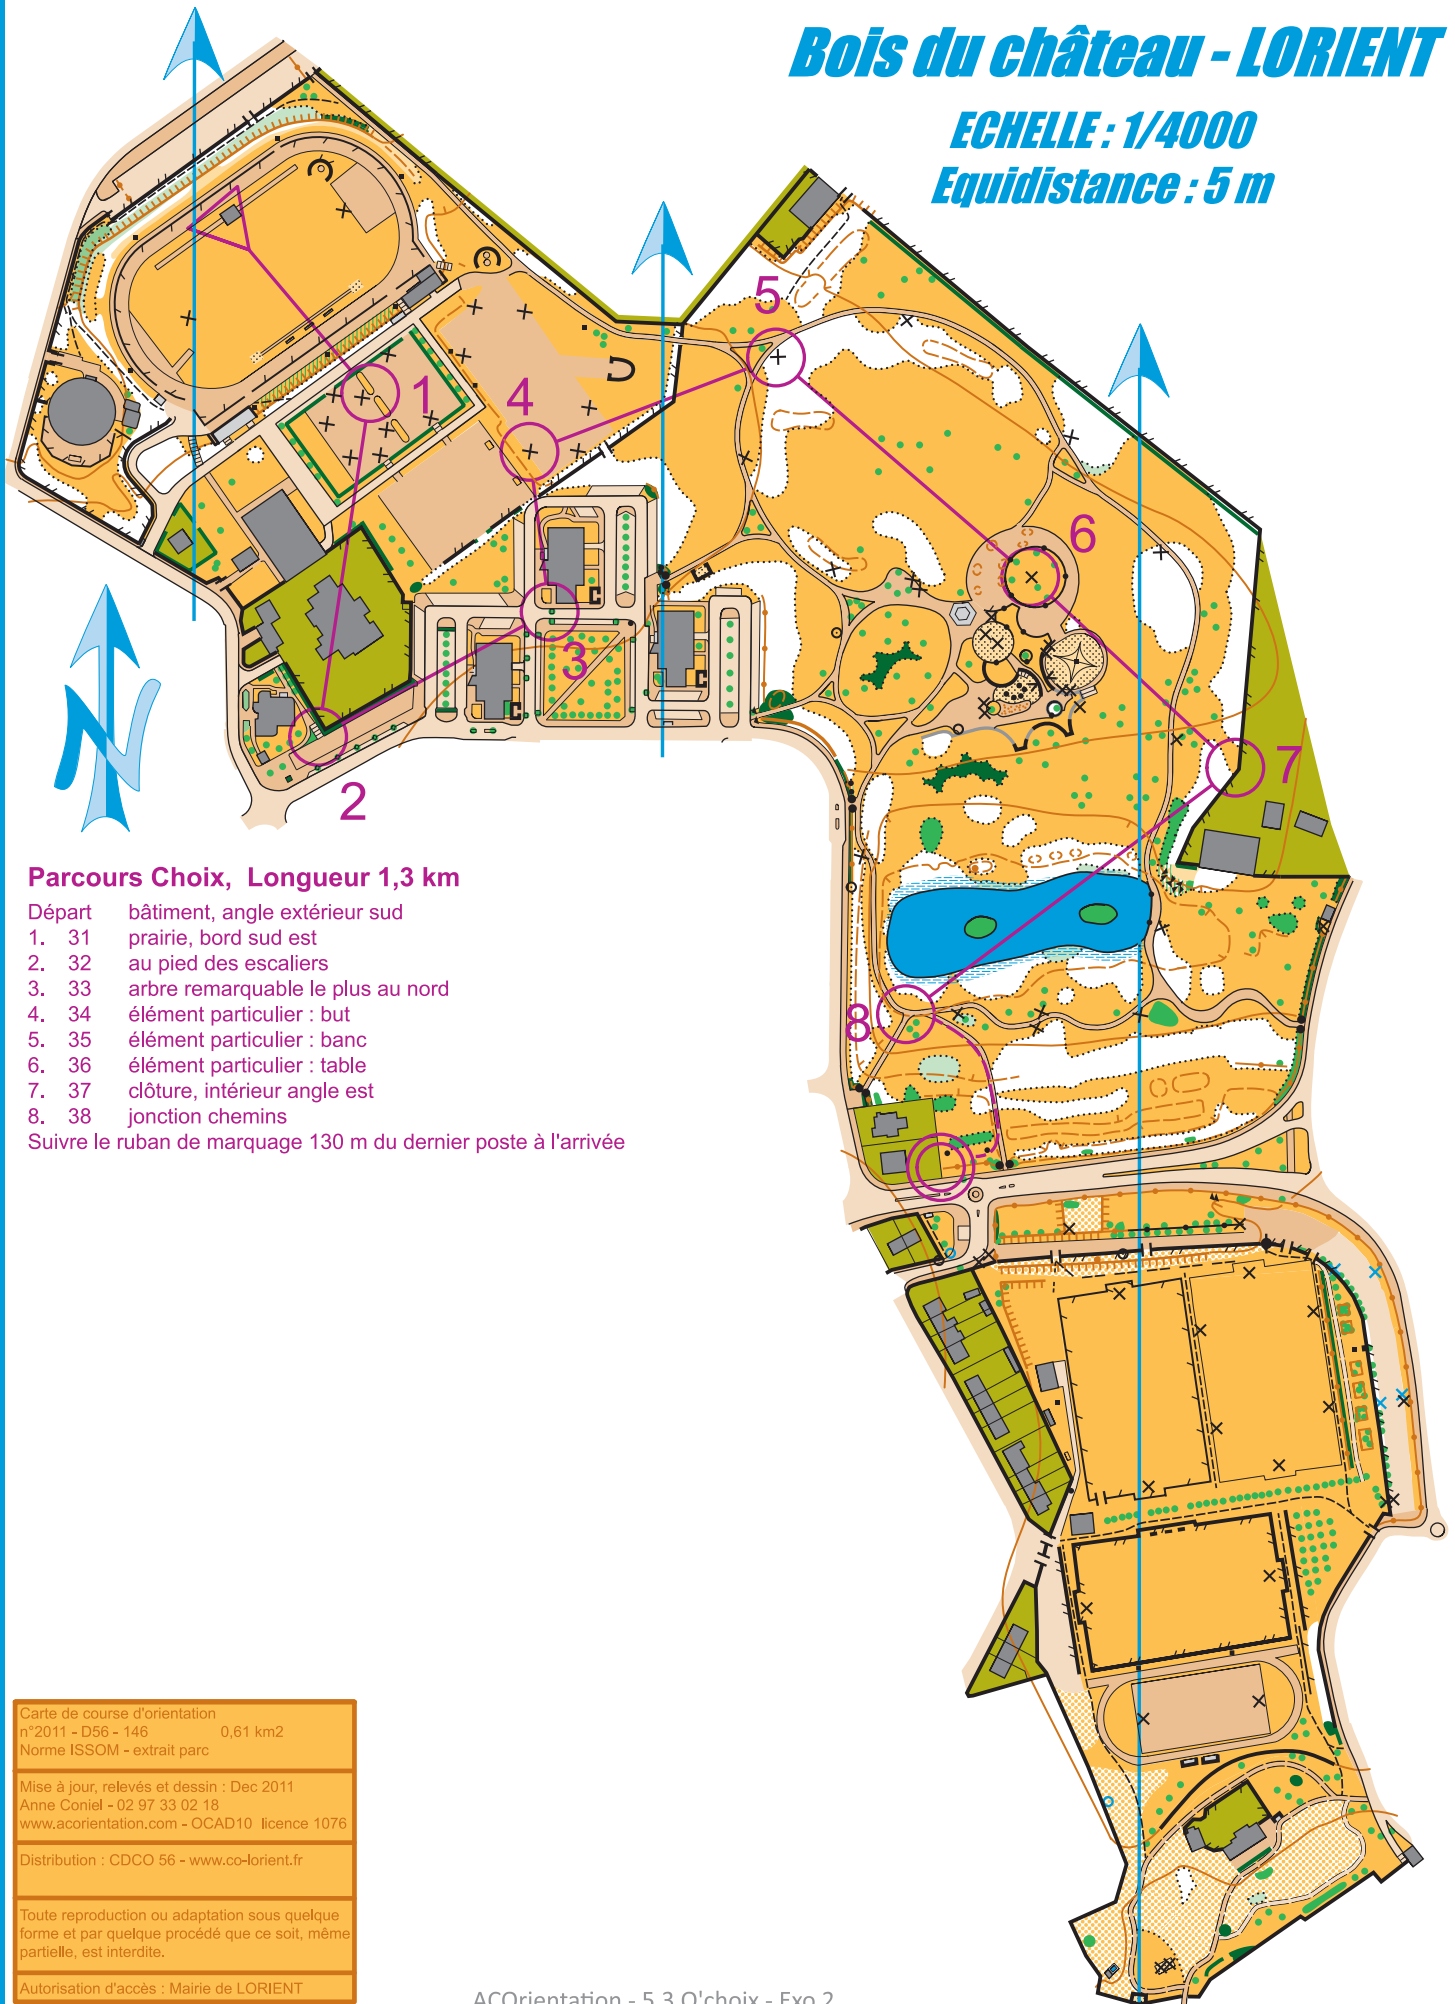 Bois du château - LORIENT
ECHELLE : 1/4000
Equidistance : 5 m
5
4
1
6
3
7
2
8
N
Parcours Choix, Longueur 1,3 km
Départ bâtiment, angle extérieur sud
1. 31 prairie, bord sud est
2. 32 au pied des escaliers
3. 33 arbre remarquable le plus au nord
4. 34 élément particulier : but
5. 35 élément particulier : banc
6. 36 élément particulier : table
7. 37 clôture, intérieur angle est
8. 38 jonction chemins
Suivre le ruban de marquage 130 m du dernier poste à l'arrivée
Carte de course d'orientation
n°2011 - D56 - 146 0,61 km2
Norme ISSOM - extrait parc
Mise à jour, relevés et dessin : Dec 2011
Anne Coniel - 02 97 33 02 18
www.acorientation.com - OCAD10 licence 1076
Distribution : CDCO 56 - www.co-lorient.fr
Toute reproduction ou adaptation sous quelque
forme et par quelque procédé que ce soit, même
partielle, est interdite.
Autorisation d'accès : Mairie de LORIENT
ACOrientation - 5.3 O'choix - Exo 2